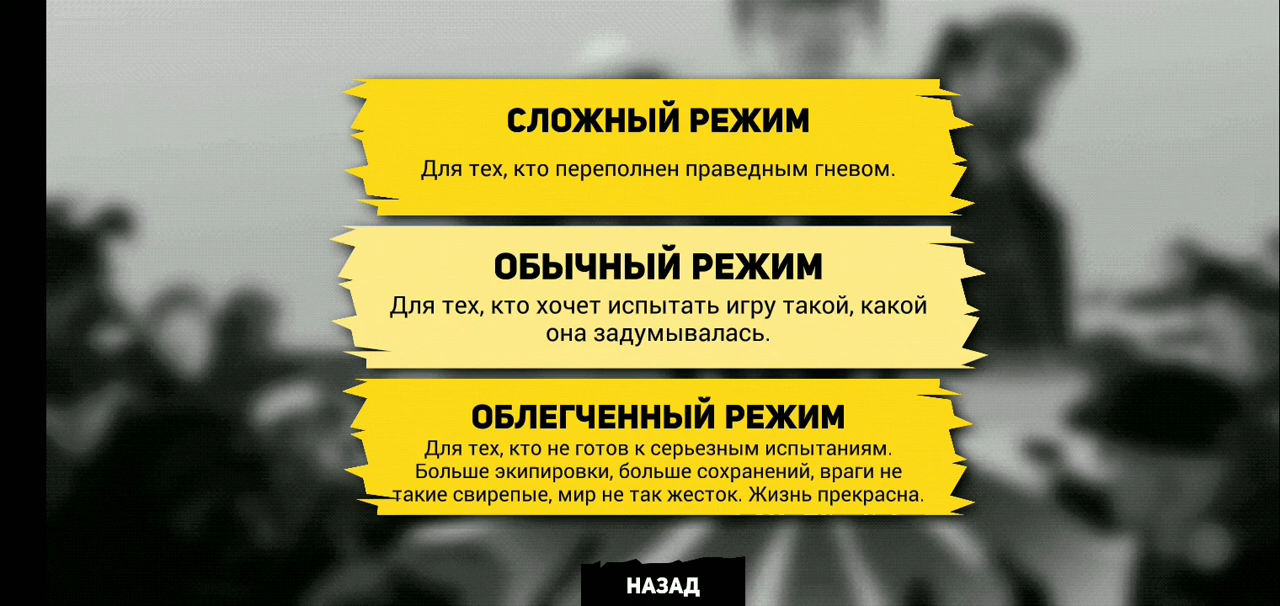 СЛОЖНЫЙ РЕЖИМ
Для тех, кто переполнен праведным гневом.
ОБЫЧНЫЙ РЕЖИМ
Для тех, кто хочет испытать игру такой, какой
она задумывалась.
ОБЛЕГЧЕННЫЙ РЕЖИМ
Для тех, кто не готов к серьезным испытаниям.
Больше экипировки, больше сохранений, враги не
такие свирепые, мир не так жесток. Жизнь прекрасна.
НАЗАД